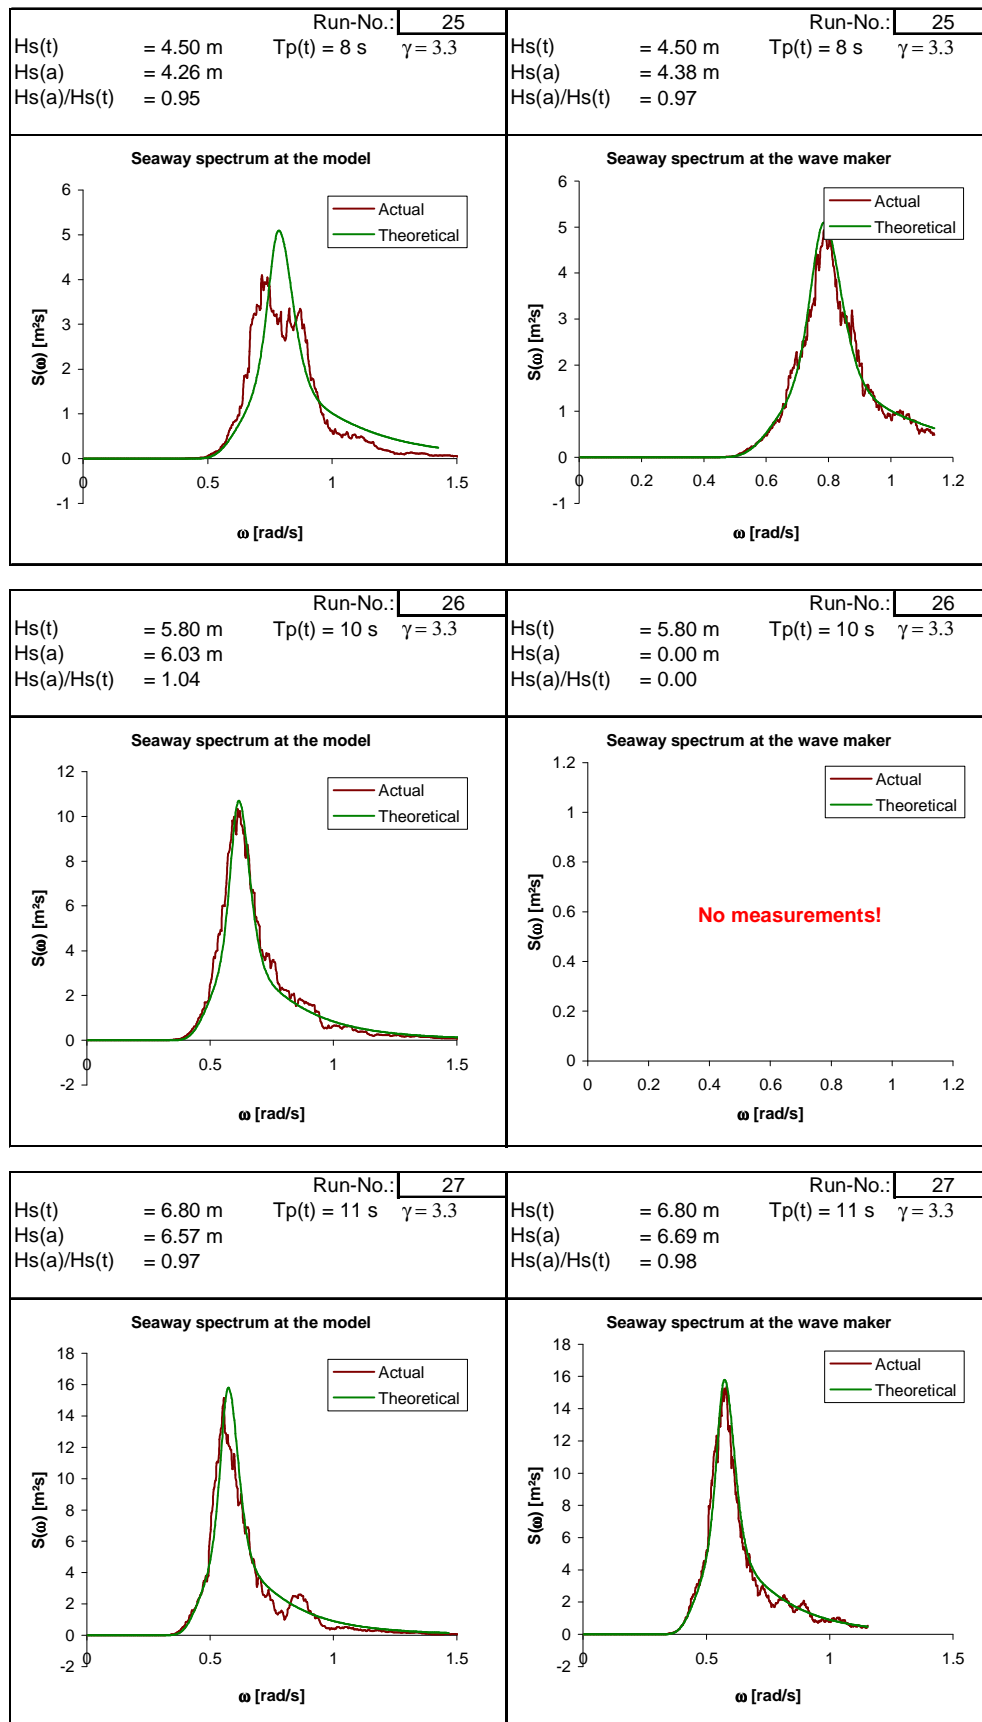 Run-No.: 25
Hs(t) = 4.50 m Tp(t) = 8 s γ = 3.3
Hs(a) = 4.26 m
Hs(a)/Hs(t) = 0.95
Seaway spectrum at the model
Actual
Theoretical
6
5
4
3
2
1
0
-1
0 0.5 1 1.5
S(ω) [m²s]
ω [rad/s]
Run-No.: 25
Hs(t) = 4.50 m Tp(t) = 8 s γ = 3.3
Hs(a) = 4.38 m
Hs(a)/Hs(t) = 0.97
Seaway spectrum at the wave maker
Actual
Theoretical
6
5
4
3
2
1
0
-1
0 0.2 0.4 0.6 0.8 1 1.2
S(ω) [m²s]
ω [rad/s]
Run-No.: 26
Hs(t) = 5.80 m Tp(t) = 10 s γ = 3.3
Hs(a) = 6.03 m
Hs(a)/Hs(t) = 1.04
Seaway spectrum at the model
Actual
Theoretical
12
10
8
6
4
2
0
-2
0 0.5 1 1.5
S(ω) [m²s]
ω [rad/s]
Run-No.: 26
Hs(t) = 5.80 m Tp(t) = 10 s γ = 3.3
Hs(a) = 0.00 m
Hs(a)/Hs(t) = 0.00
Seaway spectrum at the wave maker
Actual
Theoretical
1.2
1
0.8
0.6
0.4
0.2
0
No measurements!
0 0.2 0.4 0.6 0.8 1 1.2
S(ω) [m²s]
ω [rad/s]
Run-No.: 27
Hs(t) = 6.80 m Tp(t) = 11 s γ = 3.3
Hs(a) = 6.57 m
Hs(a)/Hs(t) = 0.97
Seaway spectrum at the model
Actual
Theoretical
18
16
14
12
10
8
6
4
2
0
-2
0 0.5 1 1.5
S(ω) [m²s]
ω [rad/s]
Run-No.: 27
Hs(t) = 6.80 m Tp(t) = 11 s γ = 3.3
Hs(a) = 6.69 m
Hs(a)/Hs(t) = 0.98
Seaway spectrum at the wave maker
Actual
Theoretical
18
16
14
12
10
8
6
4
2
0
-2
0 0.5 1 1.5
S(ω) [m²s]
ω [rad/s]